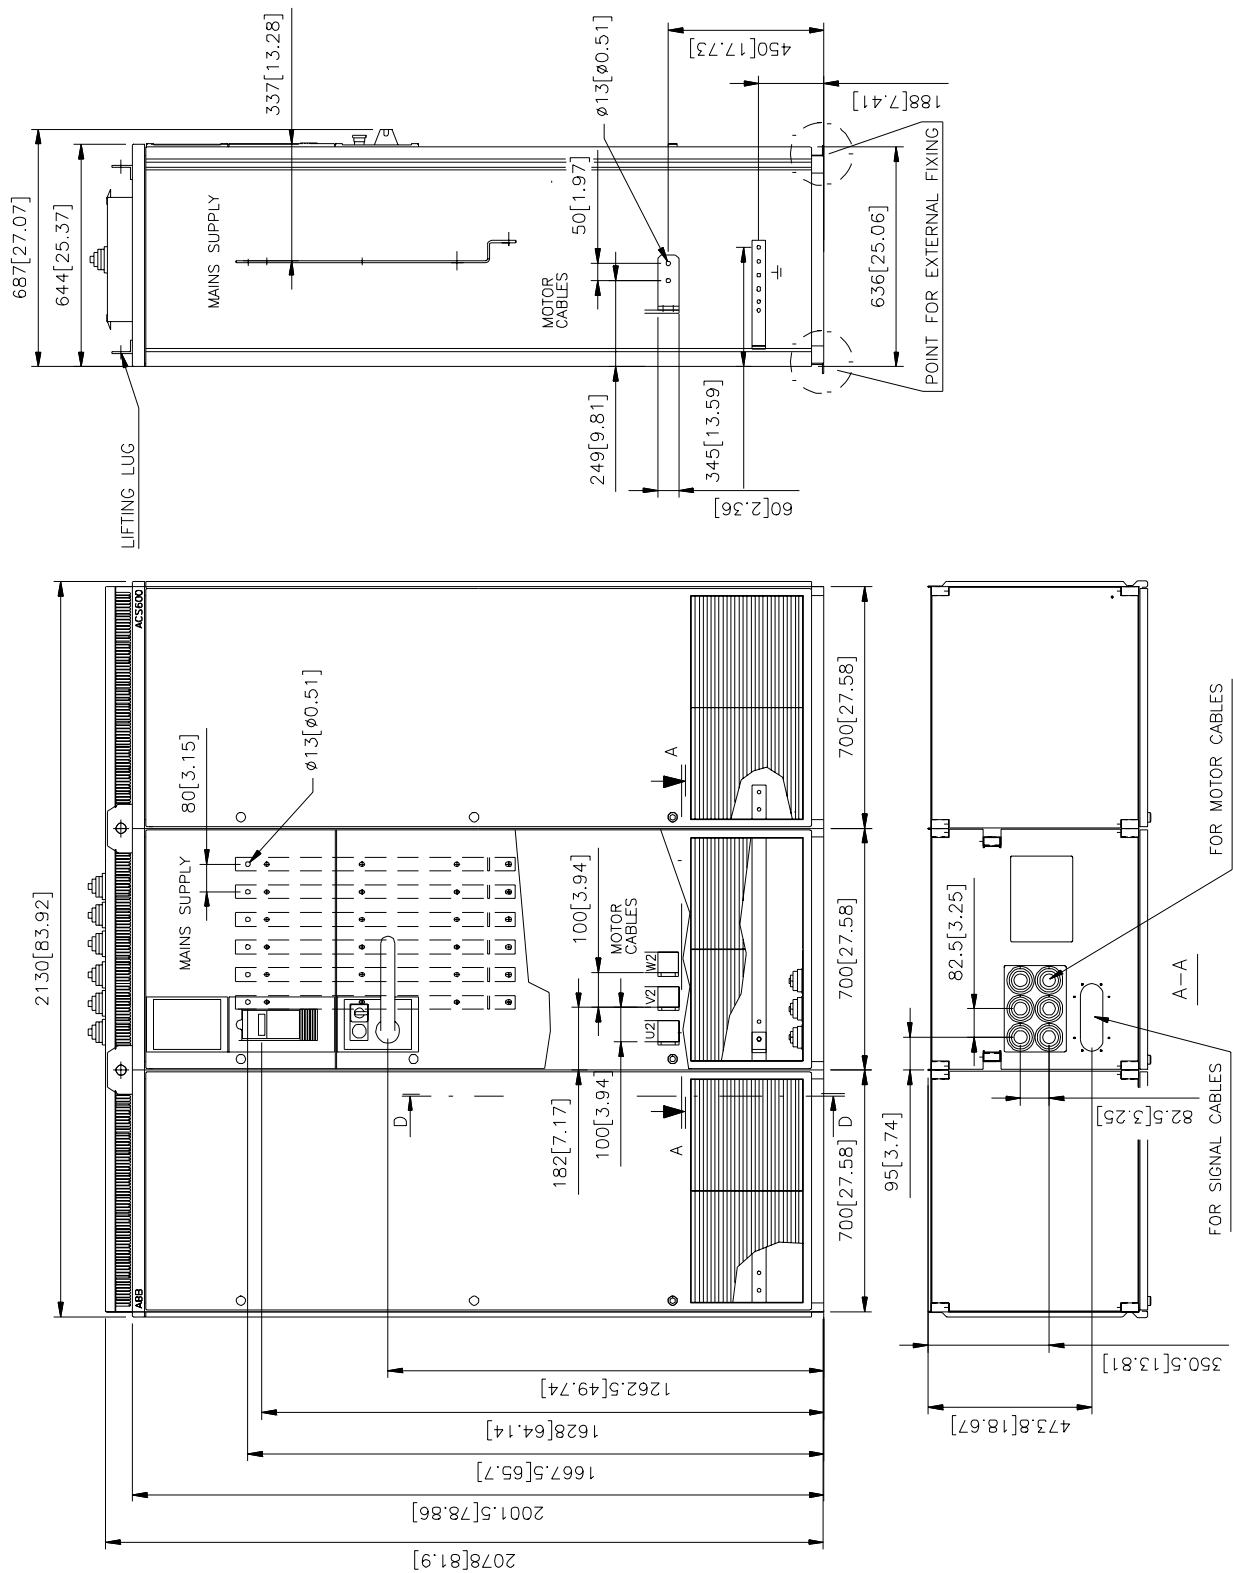 687[27.07]
644[25.37]
337[13.28]
MAINS SUPPLY
LIFTING LUG
MOTOR
CABLES
50[1.97]
ø13[ø0.51]
450[17.73]
188[7.41]
249[9.81]
345[13.59]
60[2.36]
636[25.06]
POINT FOR EXTERNAL FIXING
2130[83.92]
ACS600
ABB
80[3.15]
ø13[ø0.51]
MAINS SUPPLY
100[3.94]
MOTOR
CABLES
W2
V2
U2
182[7.17]
100[3.94]
A
A
D
D
700[27.58]
700[27.58]
700[27.58]
1262.5[49.74]
1628[64.14]
1667.5[65.7]
2001.5[78.86]
2078[81.9]
82.5[3.25]
95[3.74]
82.5[3.25]
A-A
FOR MOTOR CABLES
FOR SIGNAL CABLES
350.5[13.81]
473.8[18.67]